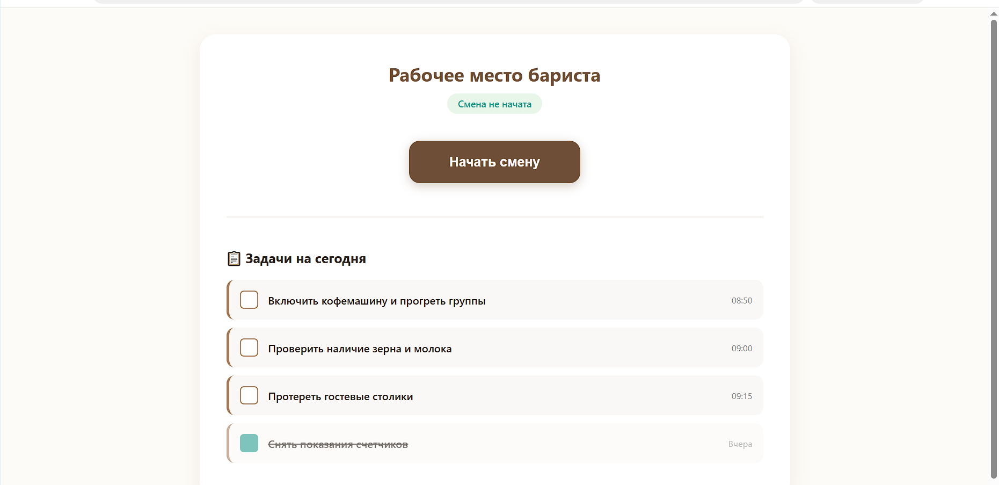 Рабочее место бариста
Смена не начата
Начать смену
📋 Задачи на сегодня
Включить кофемашину и прогреть группы 08:50
Проверить наличие зерна и молока 09:00
Протереть гостевые столики 09:15
Снять показания счетчиков Вчера